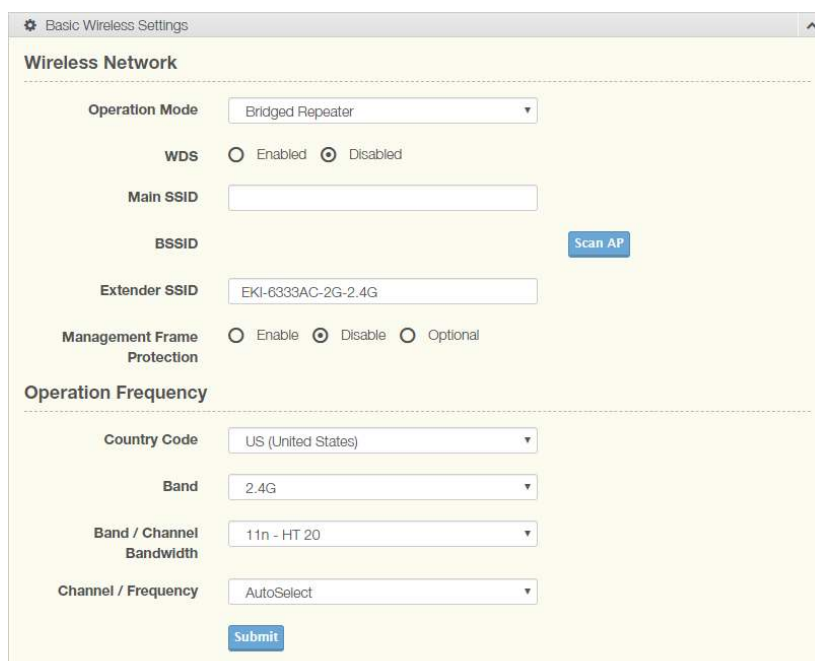 Basic Wireless Settings
Wireless Network
Operation Mode Bridged Repeater
WDS Enabled Disabled
Main SSID
BSSID Scan AP
Extender SSID EKI-6333AC-2G-2.4G
Management Frame Protection Enable Disable Optional
Operation Frequency
Country Code US (United States)
Band 2.4G
Band / Channel Bandwidth 11n - HT 20
Channel / Frequency AutoSelect
Submit